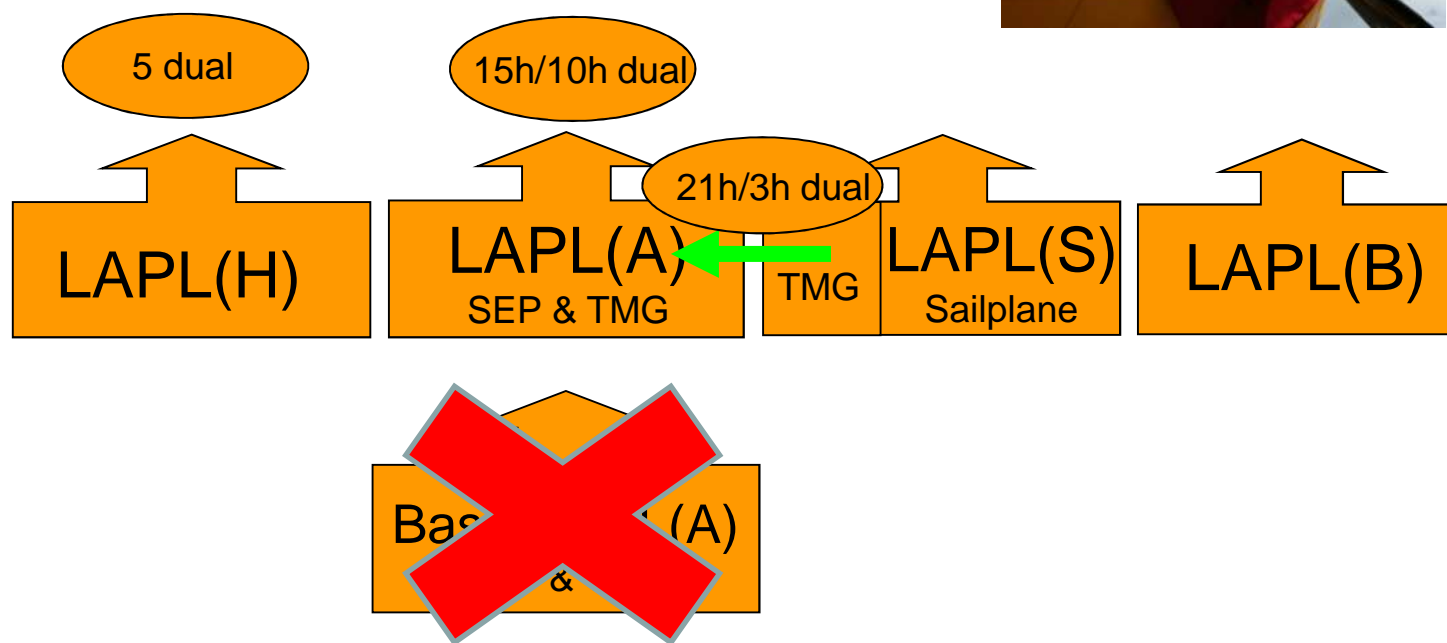 5 dual
15h/10h dual
21h/3h dual
LAPL(H)
LAPL(A)
SEP & TMG
TMG
LAPL(S)
Sailplane
LAPL(B)
(A)
&